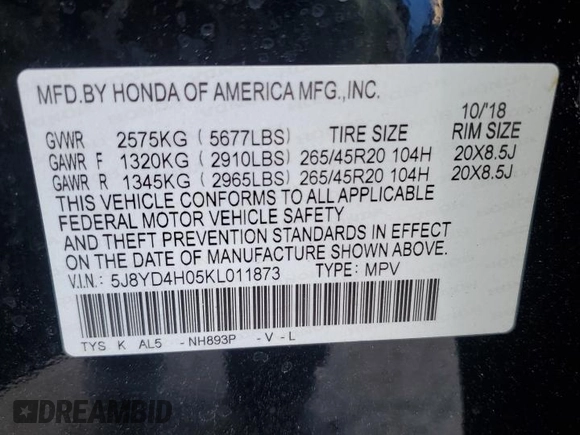 MFD.BY HONDA OF AMERICA MFG.,INC.
10/'18
GVWR 2575KG ( 5677LBS ) TIRE SIZE RIM SIZE
GAWR F 1320KG ( 2910LBS ) 265/45R20 104H 20X8.5J
GAWR R 1345KG ( 2965LBS ) 265/45R20 104H 20X8.5J
THIS VEHICLE CONFORMS TO ALL APPLICABLE
FEDERAL MOTOR VEHICLE SAFETY
AND THEFT PREVENTION STANDARDS IN EFFECT
ON THE DATE OF MANUFACTURE SHOWN ABOVE.
V.I.N.: 5J8YD4H05KL011873 TYPE: MPV
TYS K AL5 -NH893P -V -L
DREAMBID